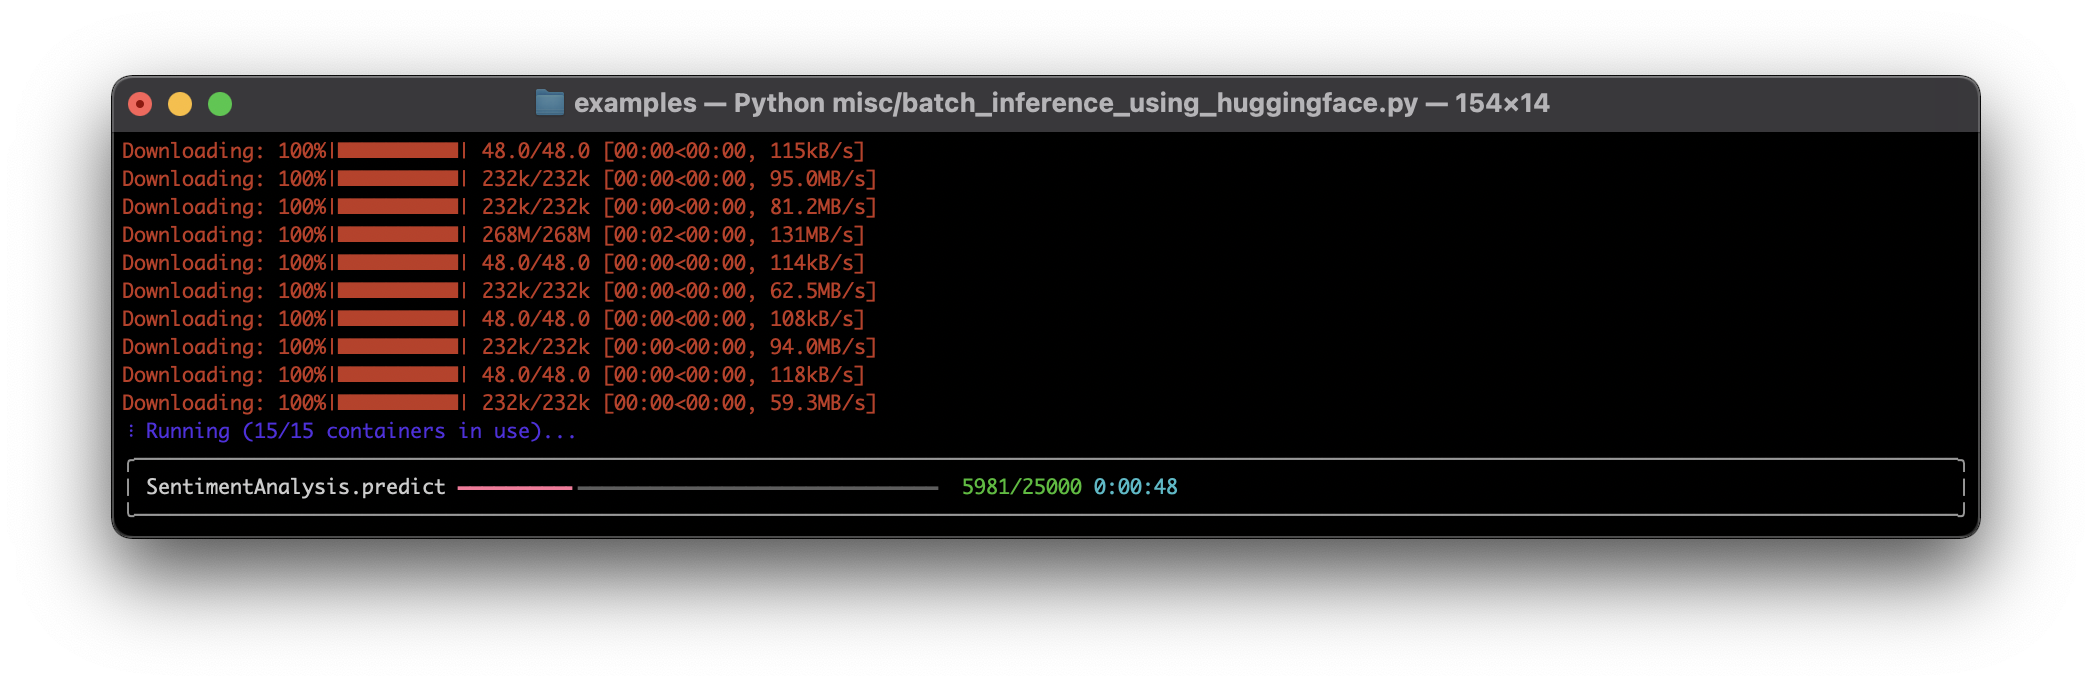 examples — Python misc/batch_inference_using_huggingface.py — 154×14
Downloading: 100%|██████████| 48.0/48.0 [00:00<00:00, 115kB/s]
Downloading: 100%|██████████| 232k/232k [00:00<00:00, 95.0MB/s]
Downloading: 100%|██████████| 232k/232k [00:00<00:00, 81.2MB/s]
Downloading: 100%|██████████| 268M/268M [00:02<00:00, 131MB/s]
Downloading: 100%|██████████| 48.0/48.0 [00:00<00:00, 114kB/s]
Downloading: 100%|██████████| 232k/232k [00:00<00:00, 62.5MB/s]
Downloading: 100%|██████████| 48.0/48.0 [00:00<00:00, 108kB/s]
Downloading: 100%|██████████| 232k/232k [00:00<00:00, 94.0MB/s]
Downloading: 100%|██████████| 48.0/48.0 [00:00<00:00, 118kB/s]
Downloading: 100%|██████████| 232k/232k [00:00<00:00, 59.3MB/s]
Running (15/15 containers in use)...
SentimentAnalysis.predict 5981/25000 0:00:48